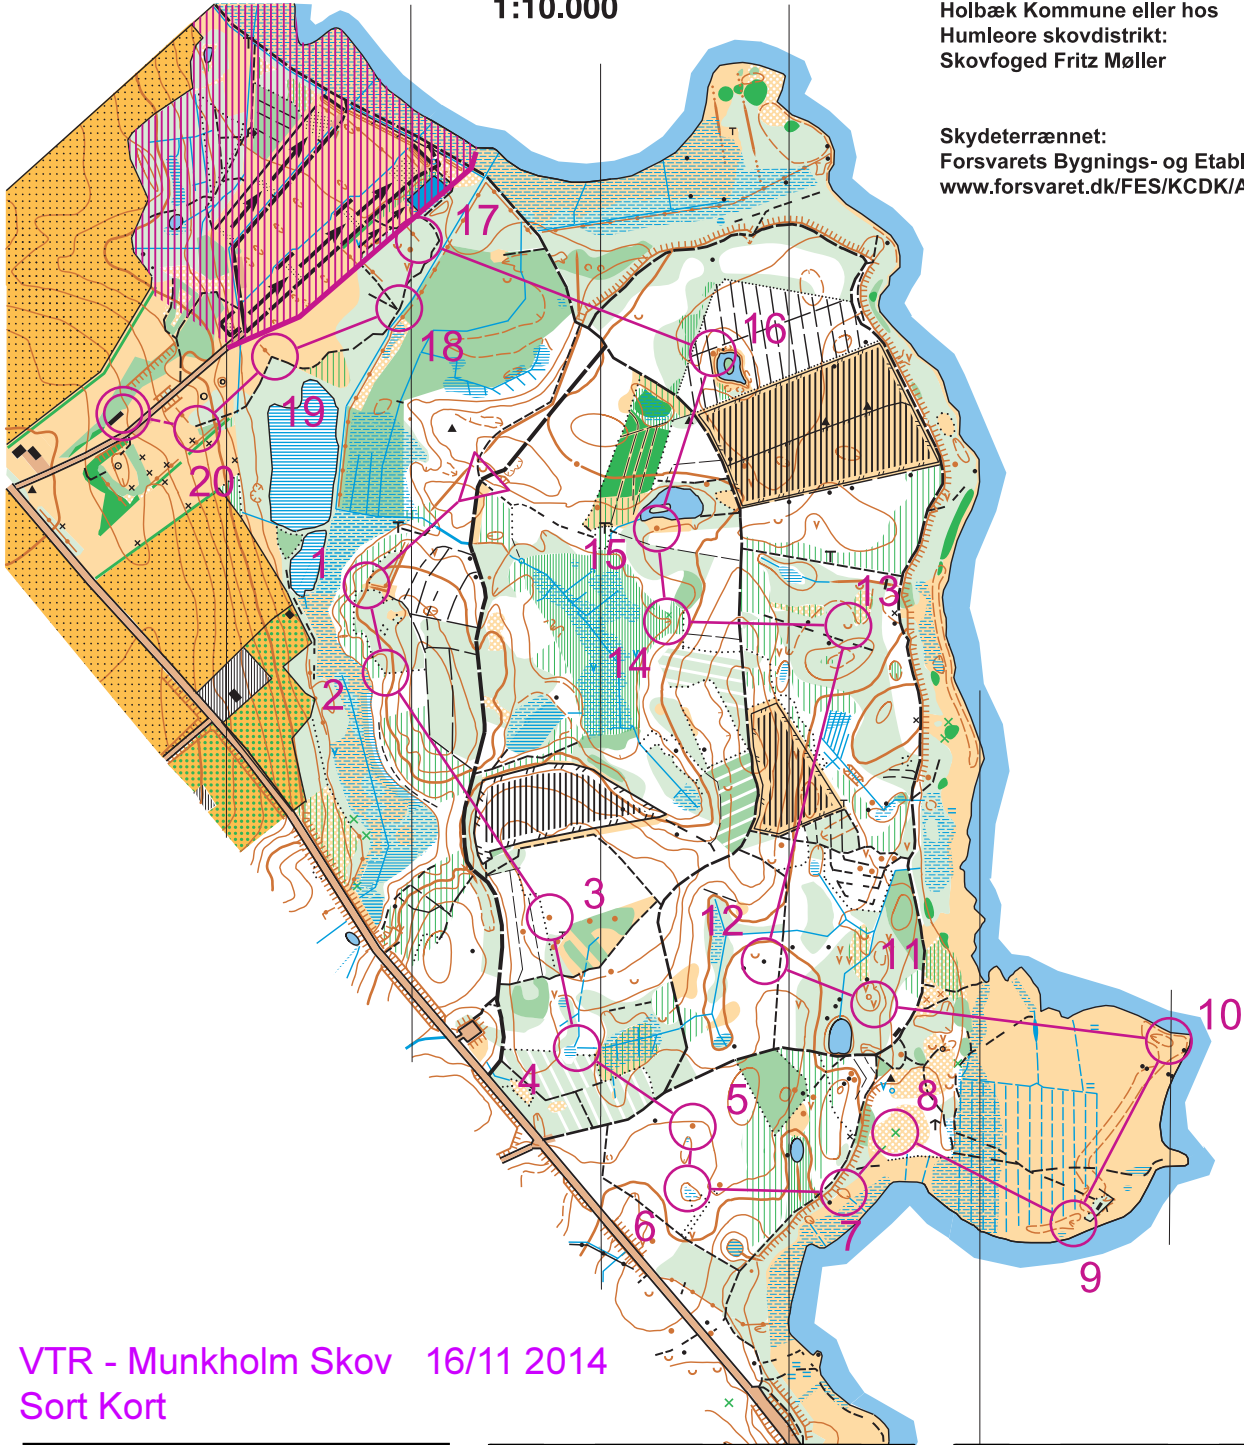 1:10.000
Holbæk Kommune eller hos
Humleore skovdistrikt:
Skovfoged Fritz Møller
Skydeterrænnet:
Forsvarets Bygnings- og Etabl
www.forsvaret.dk/FES/KCDK/A
17
16
18
19
20
15
1
13
14
2
3
12
11
10
4
5
8
6
7
9
VTR - Munkholm Skov 16/11 2014
Sort Kort